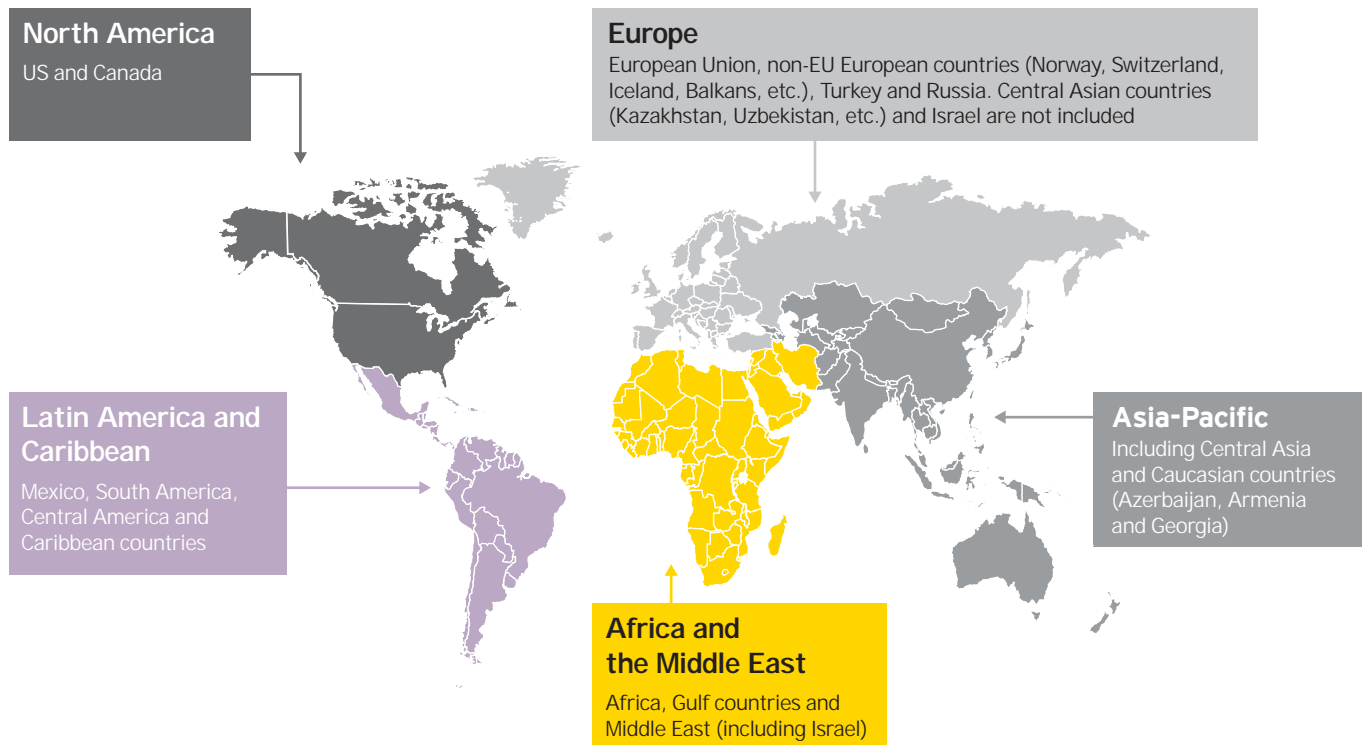 North America
US and Canada
Europe
European Union, non-EU European countries (Norway, Switzerland,
Iceland, Balkans, etc.), Turkey and Russia. Central Asian countries
(Kazakhstan, Uzbekistan, etc.) and Israel are not included
Latin America and
Caribbean
Mexico, South America,
Central America and
Caribbean countries
Asia-Pacific
Including Central Asia
and Caucasian countries
(Azerbaijan, Armenia
and Georgia)
Africa and
the Middle East
Africa, Gulf countries and
Middle East (including Israel)